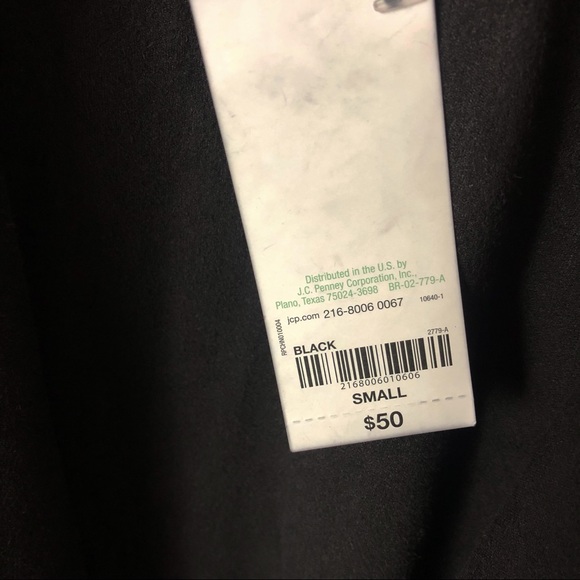 Distributed in the U.S. by
J.C. Penney Corporation, Inc.,
Plano, Texas 75024-3698 BR-02-779-A
jcp.com 216-8006 0067 10640-1
RPOWN010004
BLACK 2779-A
2168006010606
SMALL
$50